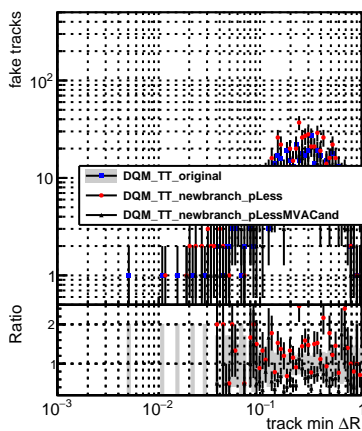 fake tracks
10²
10
1
DQM_TT_original
DQM_TT_newbranch_pLess
DQM_TT_newbranch_pLessMVACand
Ratio
2
1
10⁻³
10⁻²
10⁻¹
1
track min ΔR